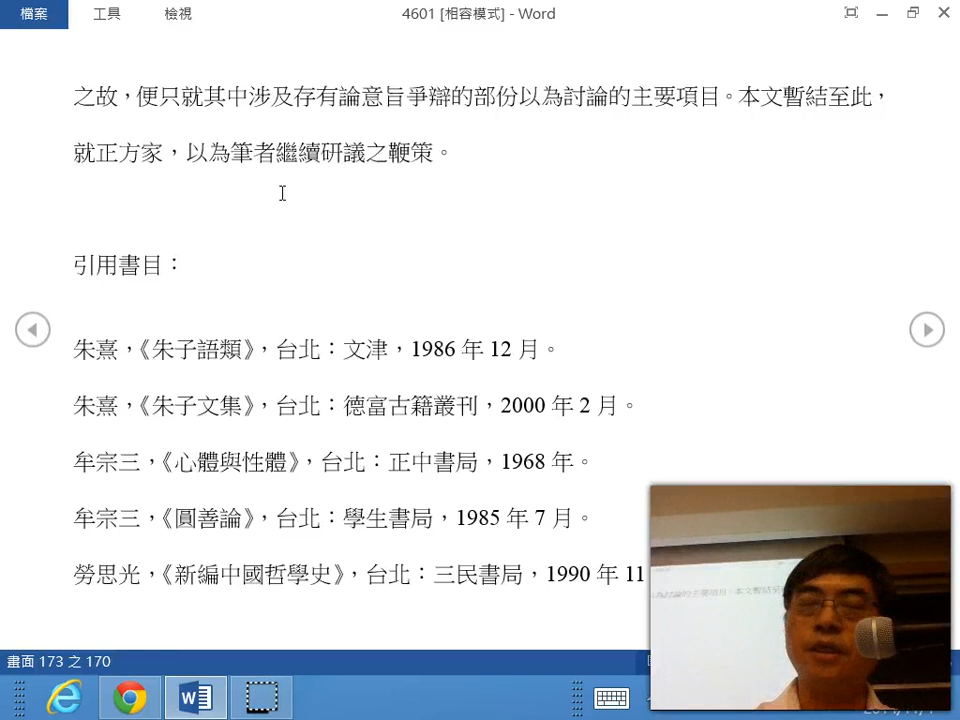 檔案 工具 檢視 4601 [相容模式] - Word
之故，便只就其中涉及存有論意旨爭辯的部份以為討論的主要項目。本文暫結至此，
就正方家，以為筆者繼續研議之鞭策。
引用書目：
朱熹，《朱子語類》，台北：文津，1986 年 12 月。
朱熹，《朱子文集》，台北：德富古籍叢刊，2000 年 2 月。
牟宗三，《心體與性體》，台北：正中書局，1968 年。
牟宗三，《圓善論》，台北：學生書局，1985 年 7 月。
勞思光，《新編中國哲學史》，台北：三民書局，1990 年 11
畫面 173 之 170